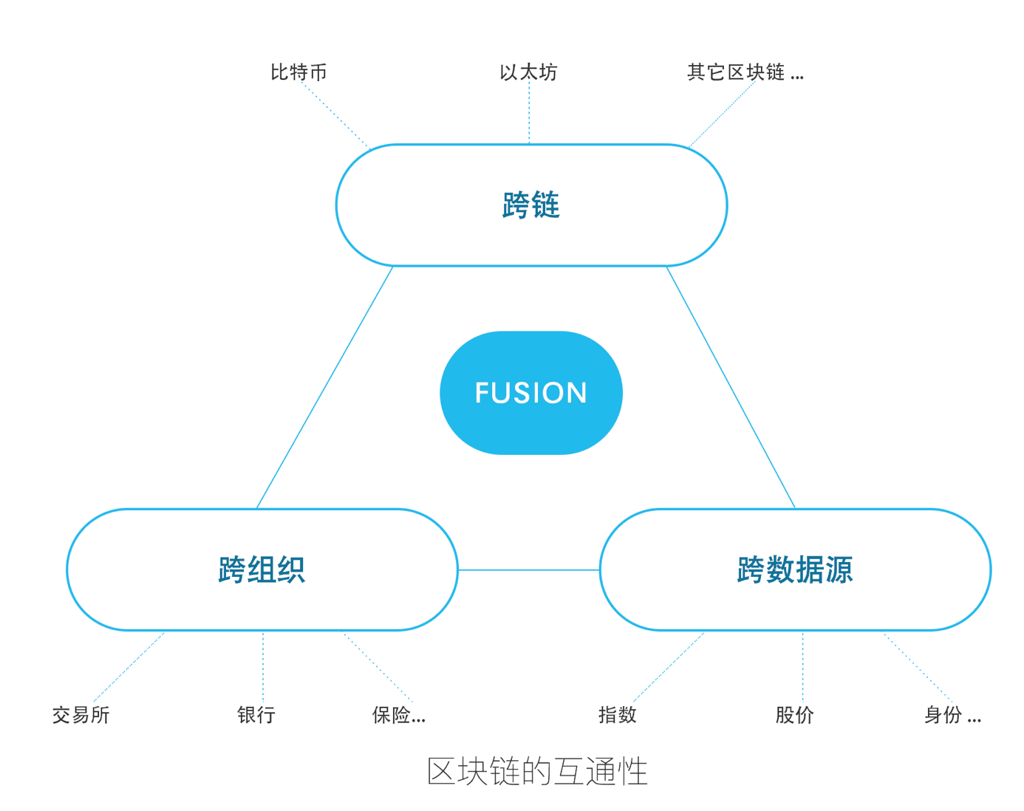 比特币 以太坊 其它区块链 ...
跨链
FUSION
跨组织 跨数据源
交易所 银行 保险... 指数 股价 身份 ...
区块链的互通性